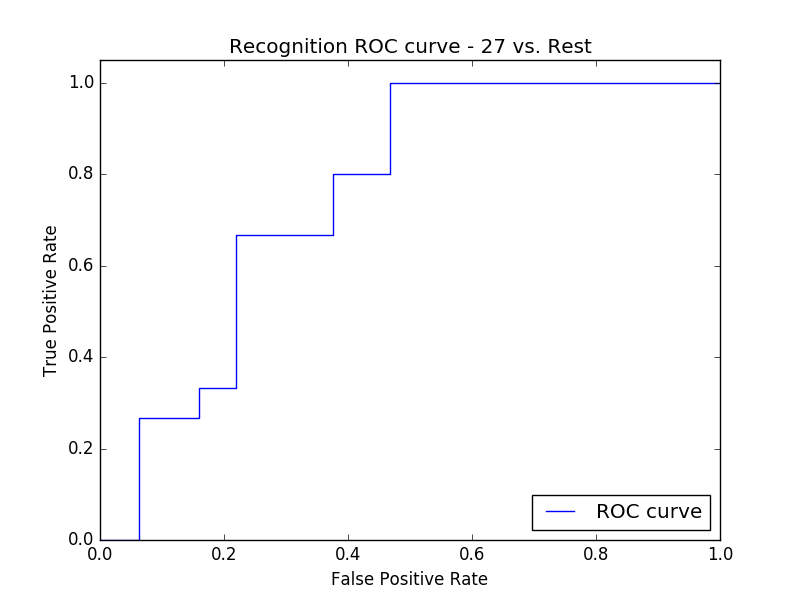 Recognition ROC curve - 27 vs. Rest
1.0
0.8
0.6
0.4
0.2
0.0
True Positive Rate
ROC curve
0.0 0.2 0.4 0.6 0.8 1.0
False Positive Rate